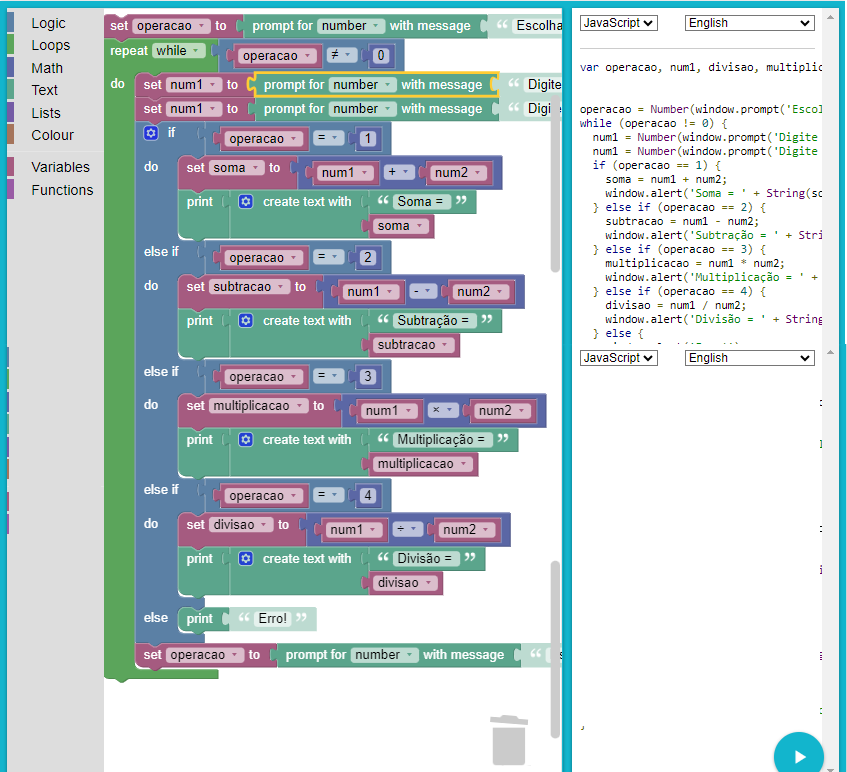 Logic
Loops
Math
Text
Lists
Colour
Variables
Functions
set operacao to prompt for number with message “ Escolha
repeat while operacao ≠ 0
do set num1 to prompt for number with message “ Digite
set num1 to prompt for number with message “ Digite
if operacao = 1
do set soma to num1 + num2
print create text with “ Soma = ”
soma
else if operacao = 2
do set subtracao to num1 - num2
print create text with “ Subtração = ”
subtracao
else if operacao = 3
do set multiplicacao to num1 × num2
print create text with “ Multiplicação = ”
multiplicacao
else if operacao = 4
do set divisao to num1 ÷ num2
print create text with “ Divisão = ”
divisao
else print “ Erro! ”
set operacao to prompt for number with message “
JavaScript English
var operacao, num1, divisao, multiplic
operacao = Number(window.prompt('Escol
while (operacao != 0) {
num1 = Number(window.prompt('Digite
num1 = Number(window.prompt('Digite
if (operacao == 1) {
soma = num1 + num2;
window.alert('Soma = ' + String(so
} else if (operacao == 2) {
subtracao = num1 - num2;
window.alert('Subtração = ' + Stri
} else if (operacao == 3) {
multiplicacao = num1 * num2;
window.alert('Multiplicação = ' +
} else if (operacao == 4) {
divisao = num1 / num2;
window.alert('Divisão = ' + String
} else {
JavaScript English